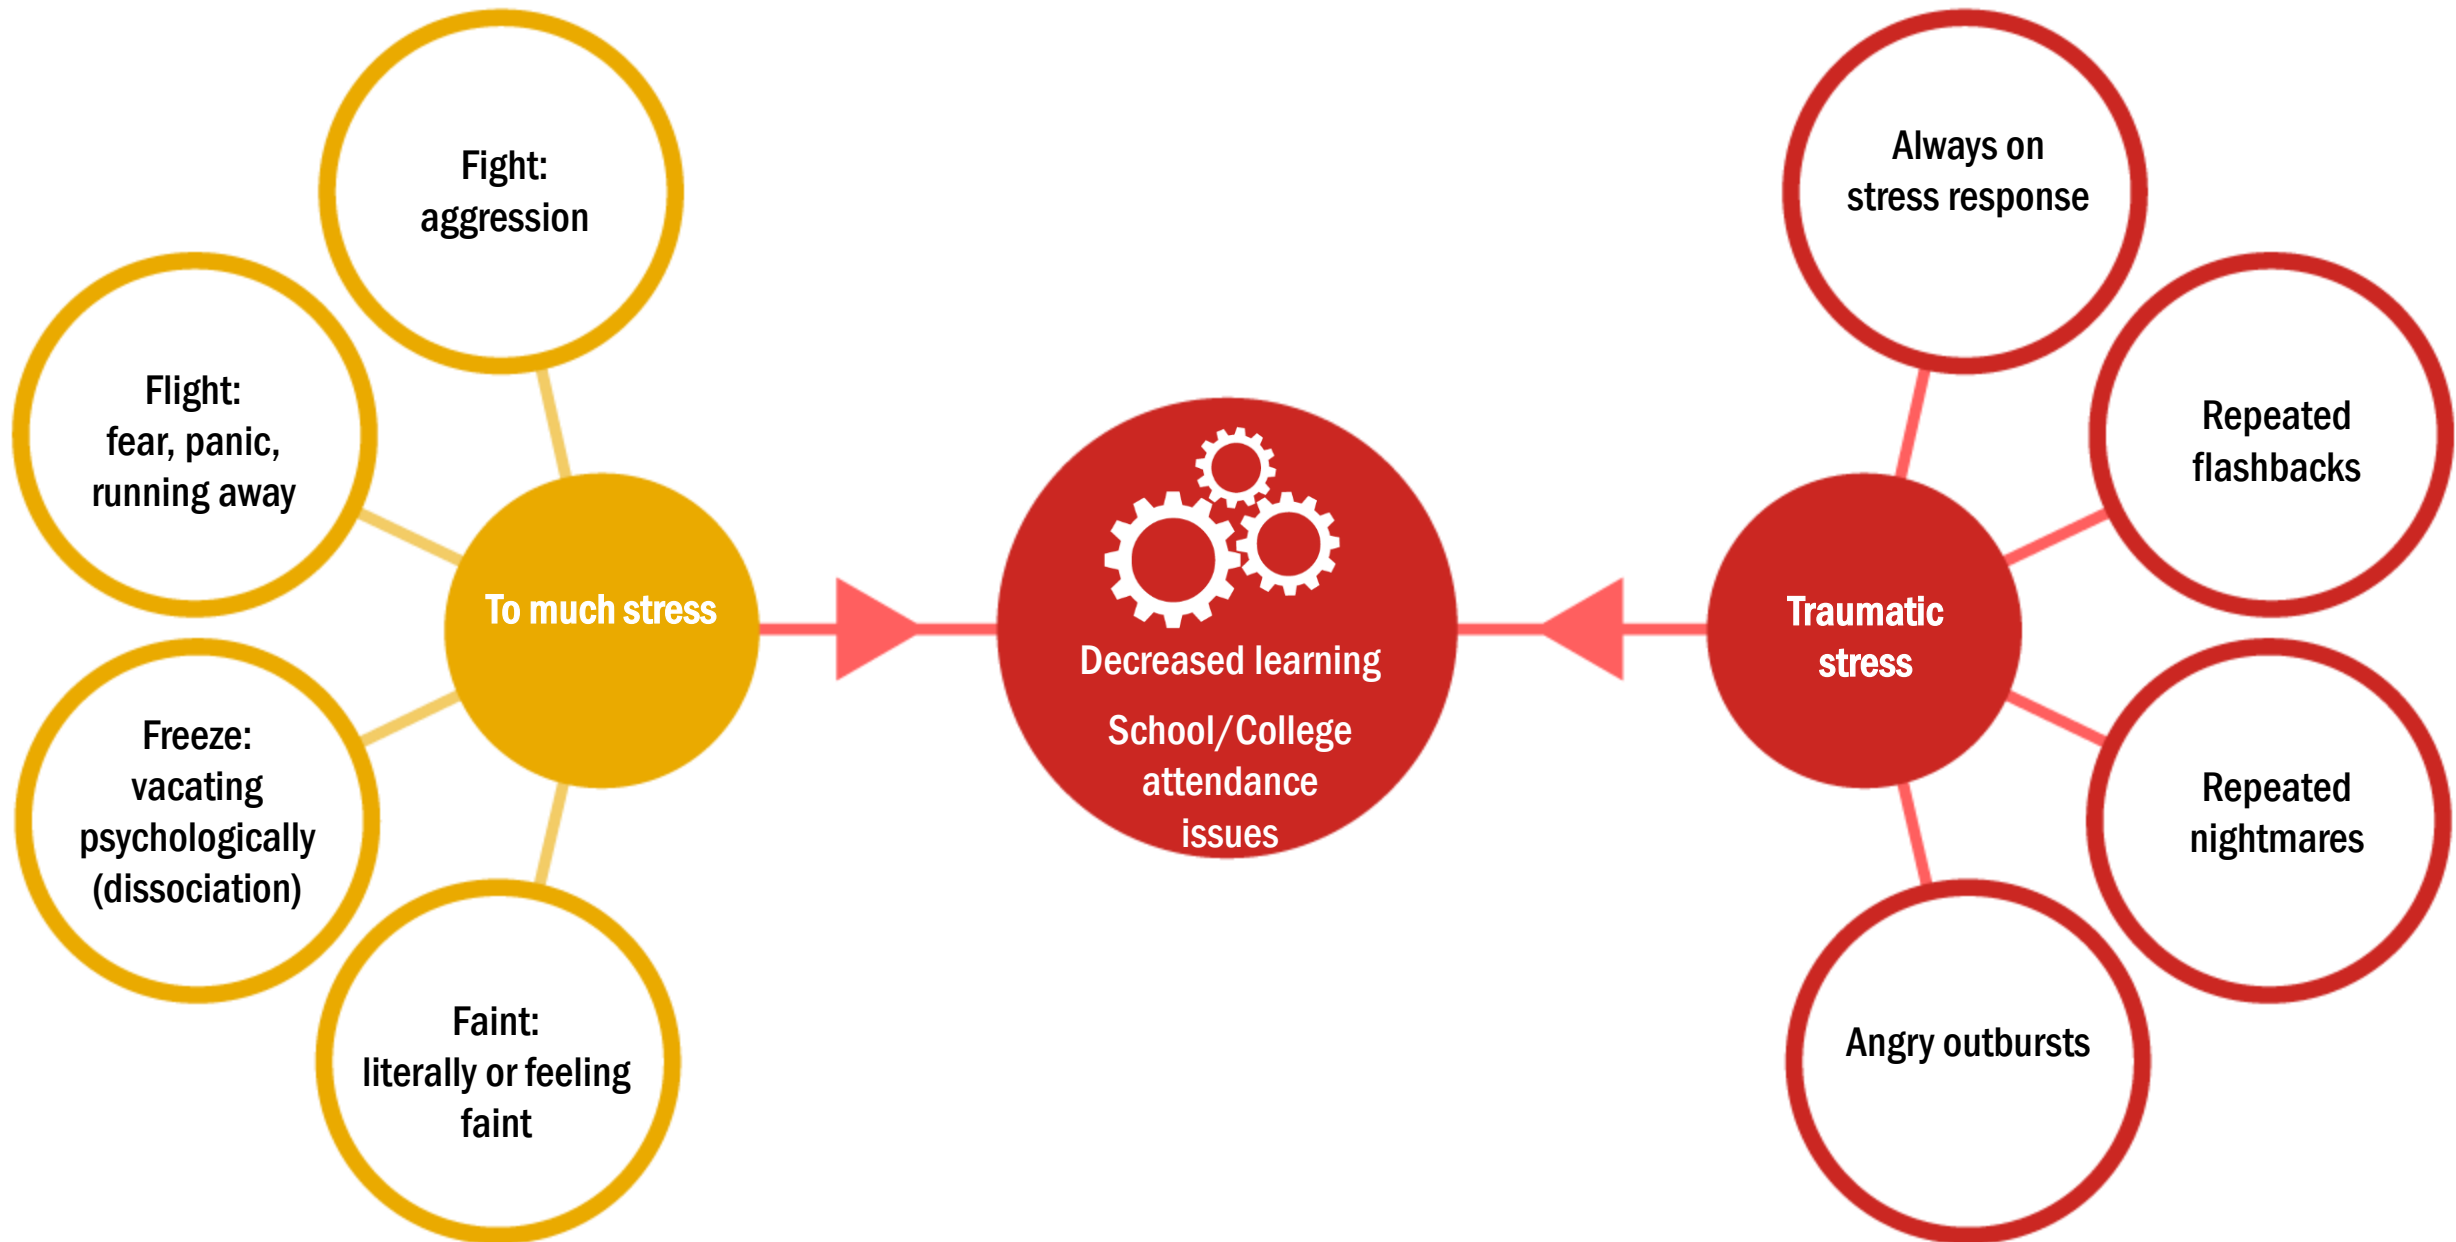 Fight:
aggression
Flight:
fear, panic,
running away
To much stress
Freeze:
vacating
psychologically
(dissociation)
Faint:
literally or feeling
faint
Decreased learning
School/College
attendance
issues
Always on
stress response
Repeated
flashbacks
Traumatic
stress
Repeated
nightmares
Angry outbursts